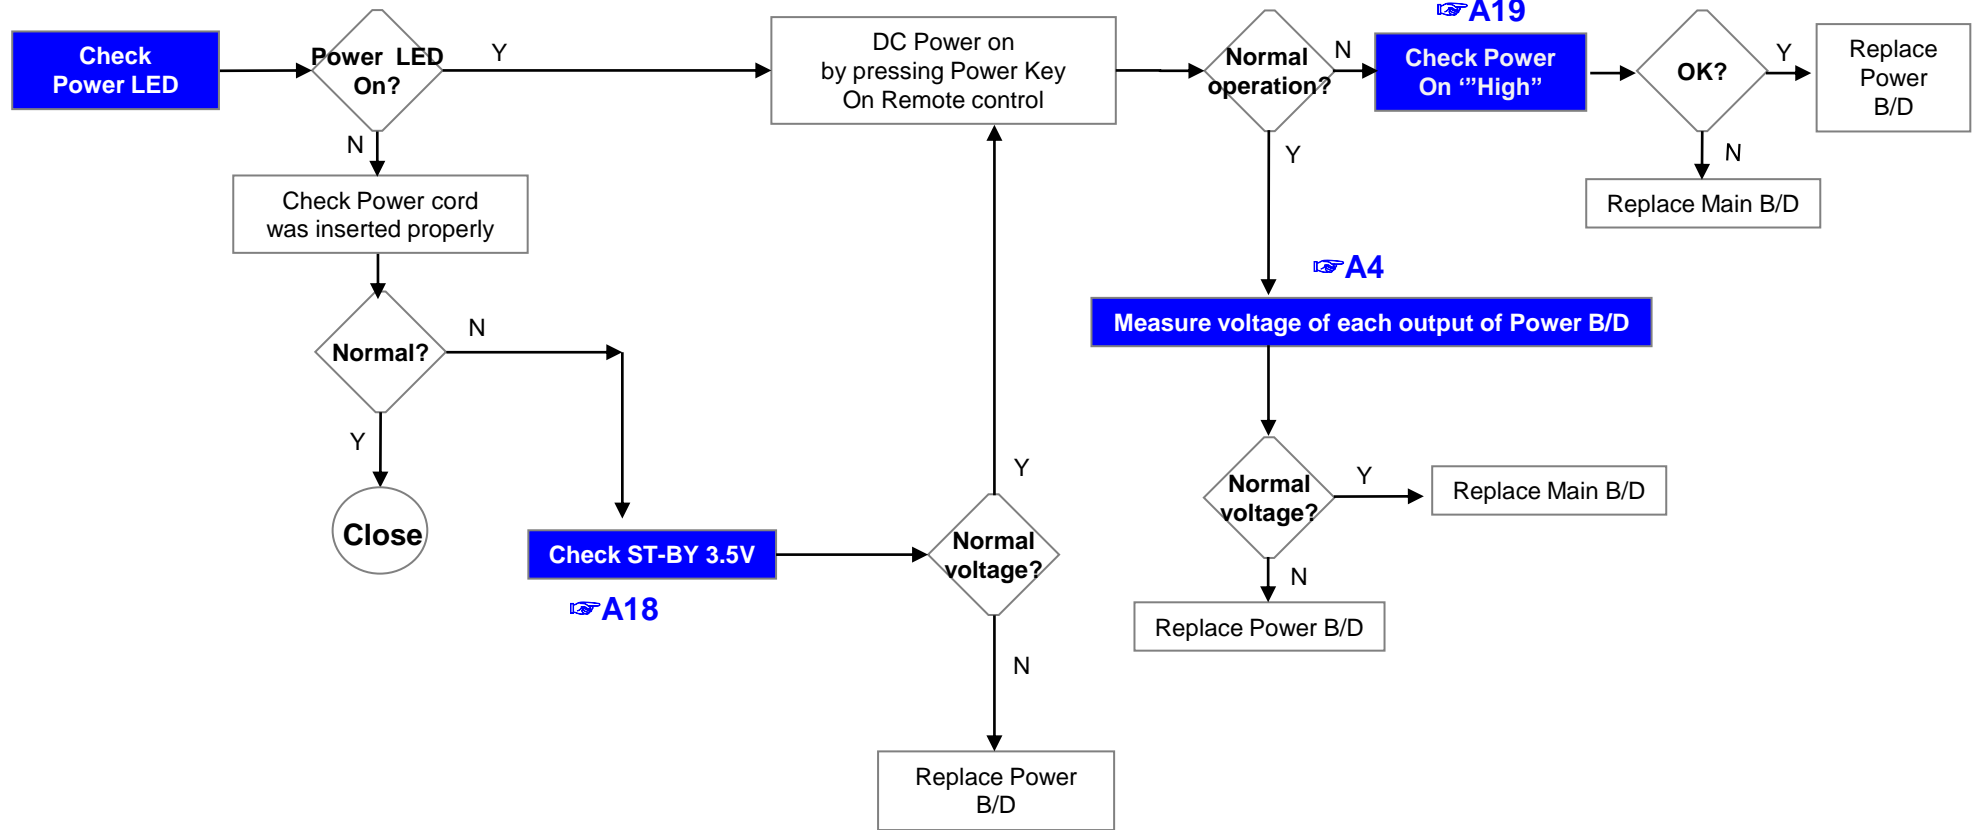 ☞A19
Check
Power LED
Power LED
On?
Y
DC Power on
by pressing Power Key
On Remote control
Normal
operation?
N
Check Power
On ‘”High”
OK?
Y
Replace
Power
B/D
N
Y
N
Check Power cord
was inserted properly
Replace Main B/D
☞A4
Measure voltage of each output of Power B/D
Normal?
N
Y
Close
Check ST-BY 3.5V
☞A18
Y
Normal
voltage?
N
Replace Power
B/D
Normal
voltage?
Y
Replace Main B/D
N
Replace Power B/D